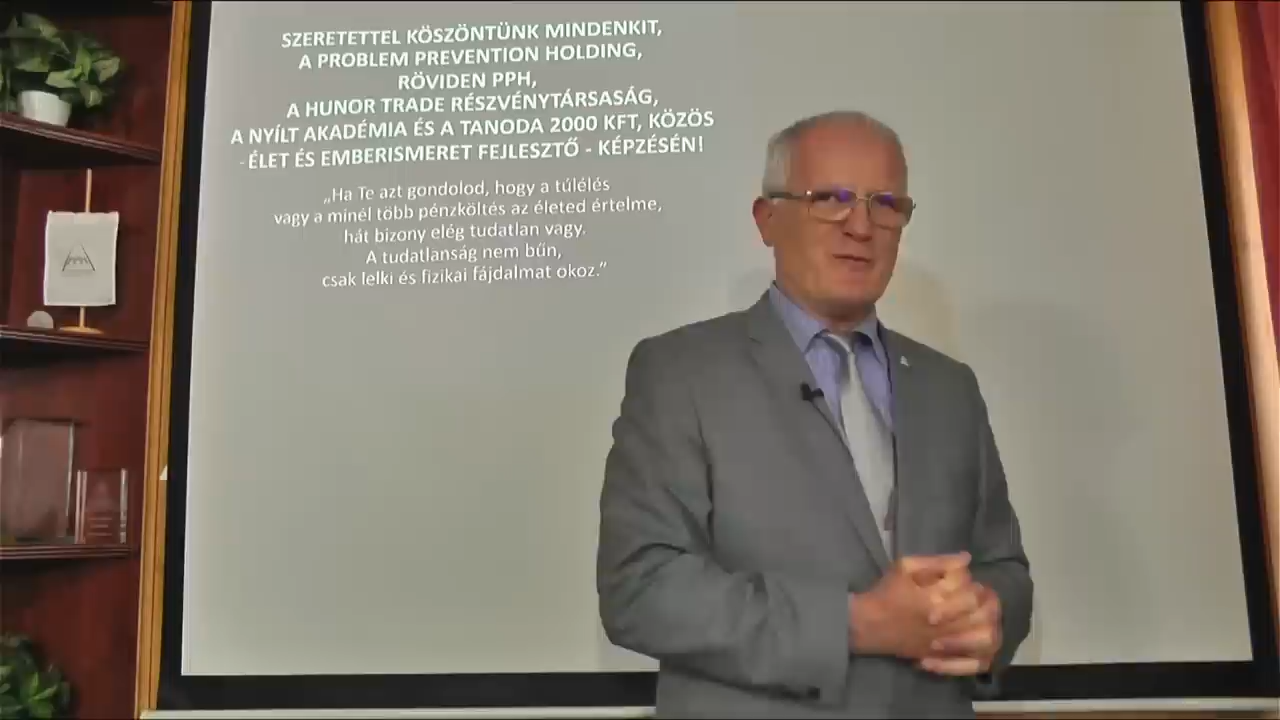 SZERETETTEL KÖSZÖNTÜNK MINDENKIT,
A PROBLEM PREVENTION HOLDING,
RÖVIDEN PPH,
A HUNOR TRADE RÉSZVÉNYTÁRSASÁG,
A NYÍLT AKADÉMIA ÉS A TANODA 2000 KFT, KÖZÖS
- ÉLET ÉS EMBERISMERET FEJLESZTŐ - KÉPZÉSÉN!
„Ha Te azt gondolod, hogy a túlélés
vagy a minél több pénzköltés az életed értelme,
hát bizony elég tudatlan vagy.
A tudatlanság nem bűn,
csak lelki és fizikai fájdalmat okoz.”